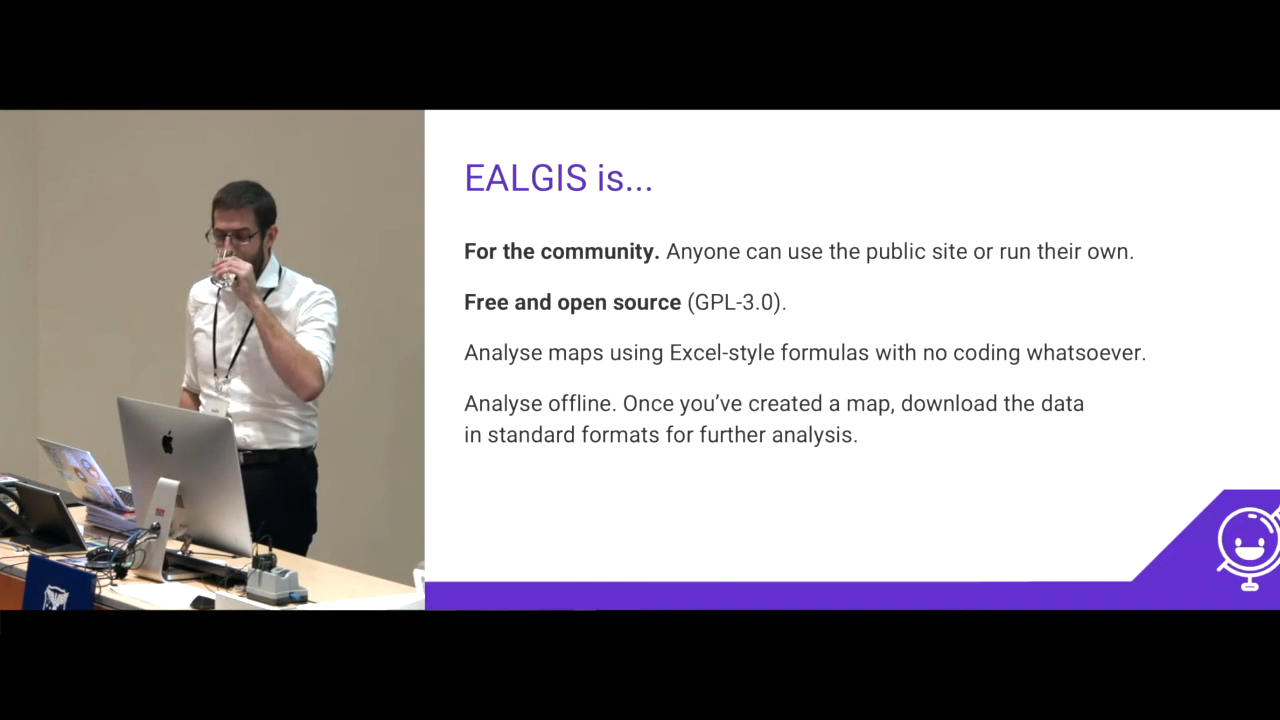 EALGIS is...
For the community. Anyone can use the public site or run their own.
Free and open source (GPL-3.0).
Analyse maps using Excel-style formulas with no coding whatsoever.
Analyse offline. Once you’ve created a map, download the data
in standard formats for further analysis.